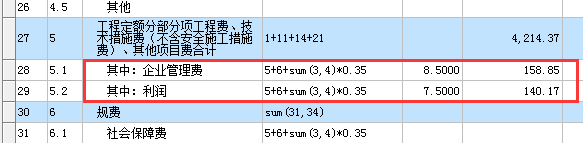 26 4.5 其他
27 5 工程定额分部分项工程费、技术措施费（不含安全施工措施费）、其他项目费合计 1+11+14+21 4,214.37
28 5.1 其中：企业管理费 5+6+sum(3,4)*0.35 8.5000 158.85
29 5.2 其中：利润 5+6+sum(3,4)*0.35 7.5000 140.17
30 6 规费 sum(31,34)
31 6.1 社会保障费 5+6+sum(3,4)*0.35